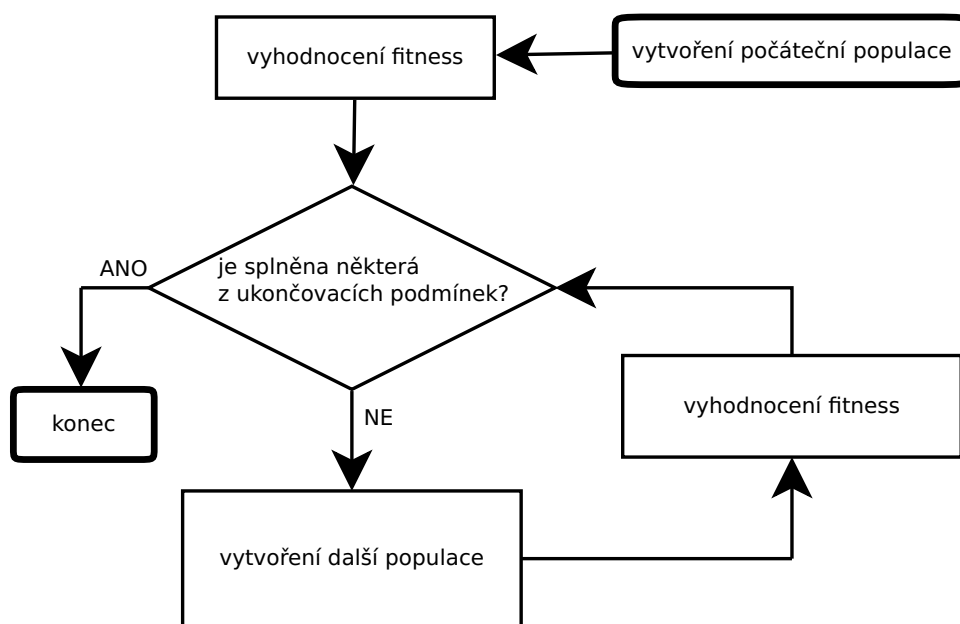 vyhodnocení fitness
vytvoření počáteční populace
ANO
je splněna některá
z ukončovacích podmínek?
konec
NE
vyhodnocení fitness
vytvoření další populace